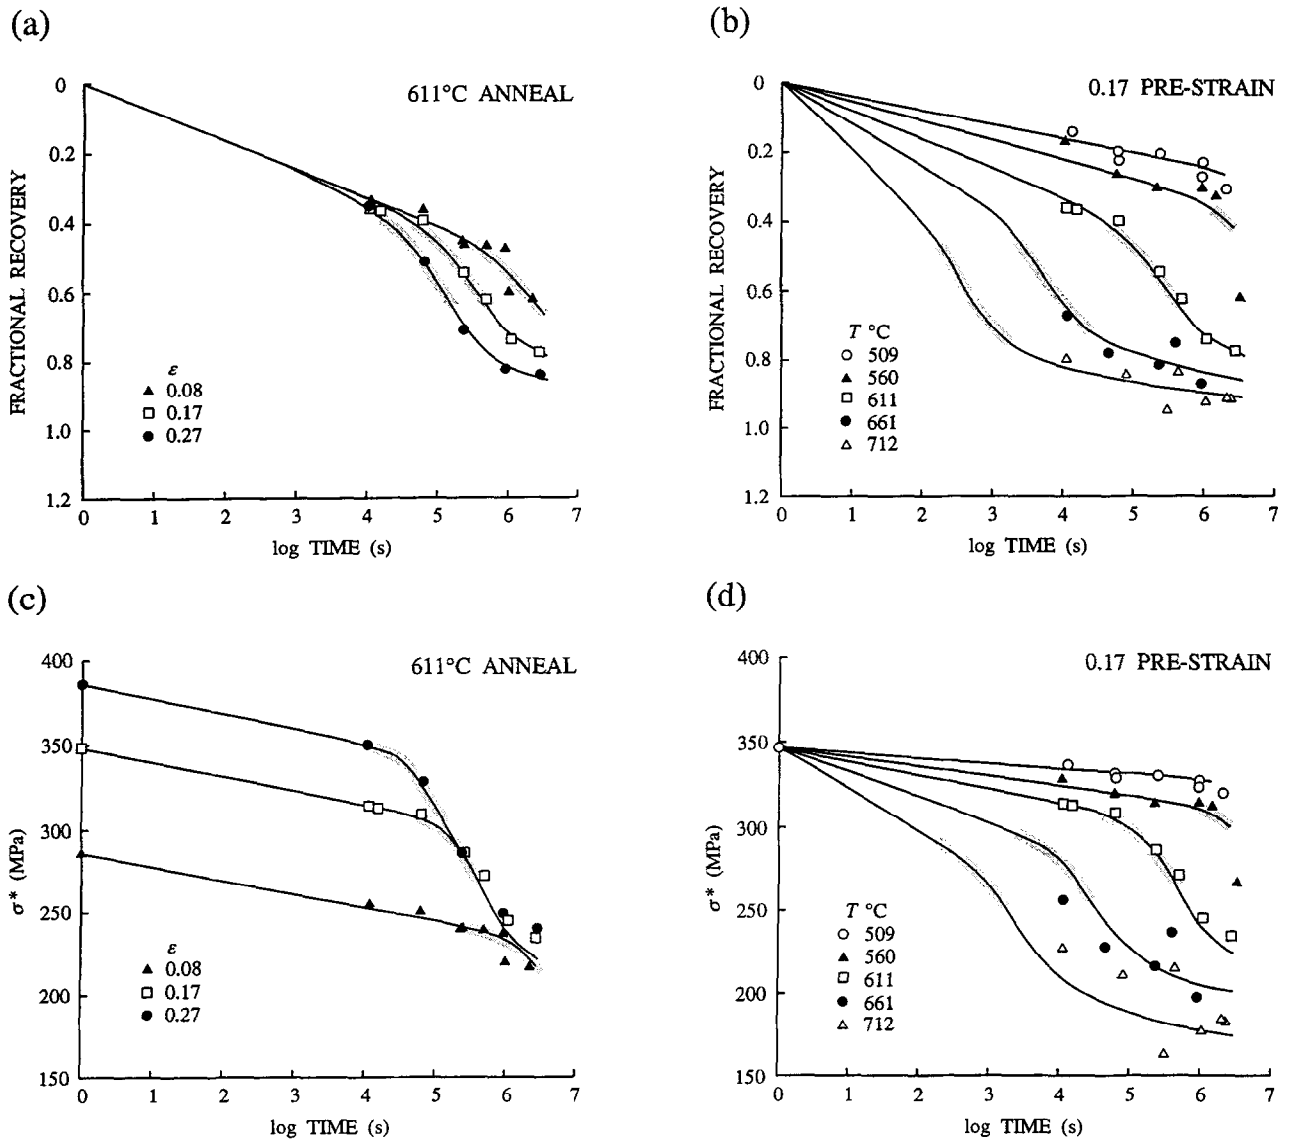 (a)
611°C ANNEAL
FRACTIONAL RECOVERY
0
0.2
0.4
0.6
0.8
1.0
1.2
ε
0.08
0.17
0.27
0 1 2 3 4 5 6 7
log TIME (s)
(b)
0.17 PRE-STRAIN
FRACTIONAL RECOVERY
0
0.2
0.4
0.6
0.8
1.0
1.2
T °C
509
560
611
661
712
0 1 2 3 4 5 6 7
log TIME (s)
(c)
611°C ANNEAL
σ* (MPa)
400
350
300
250
200
150
ε
0.08
0.17
0.27
0 1 2 3 4 5 6 7
log TIME (s)
(d)
0.17 PRE-STRAIN
σ* (MPa)
400
350
300
250
200
150
T °C
509
560
611
661
712
0 1 2 3 4 5 6 7
log TIME (s)